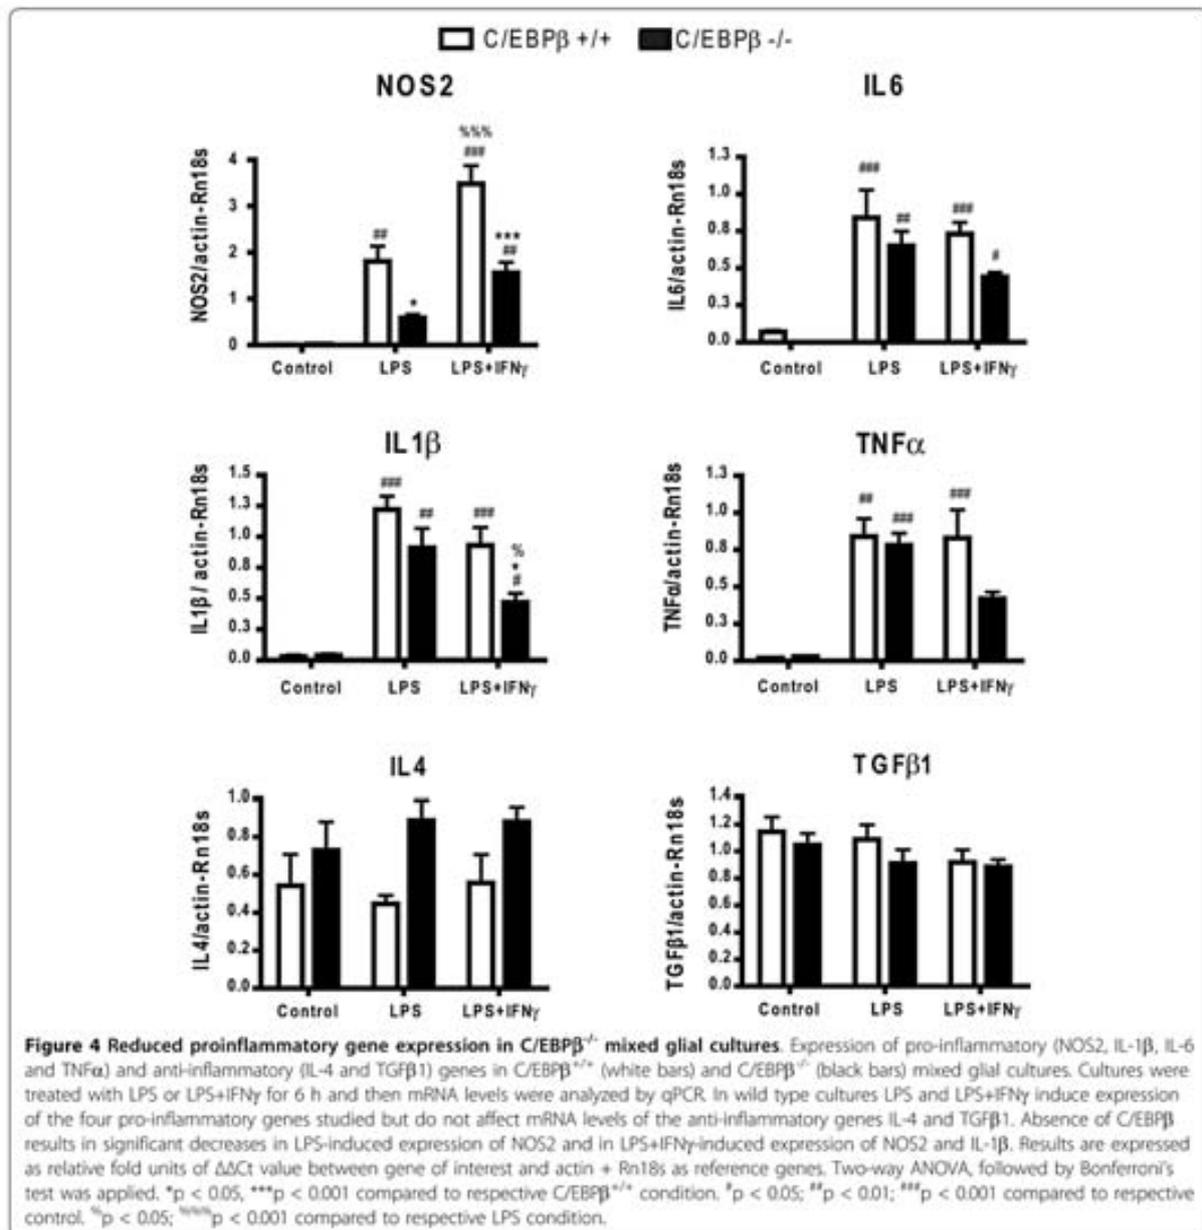 C/EBPβ +/+ C/EBPβ -/-
NOS2
NOS2/actin-Rn18s
4
3
2
1
0
##
*
%%%
###
***
##
Control LPS LPS+IFNγ
IL6
IL6/actin-Rn18s
1.3
1.0
0.8
0.5
0.3
0.0
###
##
###
#
Control LPS LPS+IFNγ
IL1β
IL1β / actin-Rn18s
1.5
1.3
1.0
0.8
0.5
0.3
0.0
###
##
###
%
*
#
Control LPS LPS+IFNγ
TNFα
TNFα/actin-Rn18s
1.3
1.0
0.8
0.5
0.3
0.0
##
###
###
Control LPS LPS+IFNγ
IL4
IL4/actin-Rn18s
1.0
0.8
0.6
0.4
0.2
0.0
Control LPS LPS+IFNγ
TGFβ1
TGFβ1/actin-Rn18s
1.4
1.2
1.0
0.8
0.6
0.4
0.2
0.0
Control LPS LPS+IFNγ
Figure 4 Reduced proinflammatory gene expression in C/EBPβ-/- mixed glial cultures. Expression of pro-inflammatory (NOS2, IL-1β, IL-6
and TNFα) and anti-inflammatory (IL-4 and TGFβ1) genes in C/EBPβ+/+ (white bars) and C/EBPβ-/- (black bars) mixed glial cultures. Cultures were
treated with LPS or LPS+IFNγ for 6 h and then mRNA levels were analyzed by qPCR. In wild type cultures LPS and LPS+IFNγ induce expression
of the four pro-inflammatory genes studied but do not affect mRNA levels of the anti-inflammatory genes IL-4 and TGFβ1. Absence of C/EBPβ
results in significant decreases in LPS-induced expression of NOS2 and in LPS+IFNγ-induced expression of NOS2 and IL-1β. Results are expressed
as relative fold units of ΔΔCt value between gene of interest and actin + Rn18s as reference genes. Two-way ANOVA, followed by Bonferroni's
test was applied. *p < 0.05, ***p < 0.001 compared to respective C/EBPβ+/+ condition. #p < 0.05; ##p < 0.01; ###p < 0.001 compared to respective
control. %p < 0.05; %%%p < 0.001 compared to respective LPS condition.